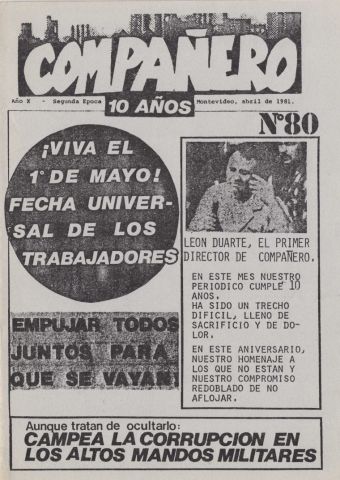 COMPAÑERO
10 AÑOS
Año X - Segunda Epoca Montevideo, abril de 1981.
Nº80
¡VIVA EL
1º DE MAYO!
FECHA UNIVER-
SAL DE LOS
TRABAJADORES
EMPUJAR TODOS
JUNTOS PARA
QUE SE VAYAN!
LEON DUARTE, EL PRIMER
DIRECTOR DE COMPAÑERO.
EN ESTE MES NUESTRO
PERIODICO CUMPLE 10
AÑOS.
HA SIDO UN TRECHO
DIFICIL, LLENO DE
SACRIFICIO Y DE DO-
LOR.
EN ESTE ANIVERSARIO,
NUESTRO HOMENAJE A
LOS QUE NO ESTAN Y
NUESTRO COMPROMISO
REDOBLADO DE NO
AFLOJAR.
Aunque tratan de ocultarlo:
CAMPEA LA CORRUPCION EN
LOS ALTOS MANDOS MILITARES